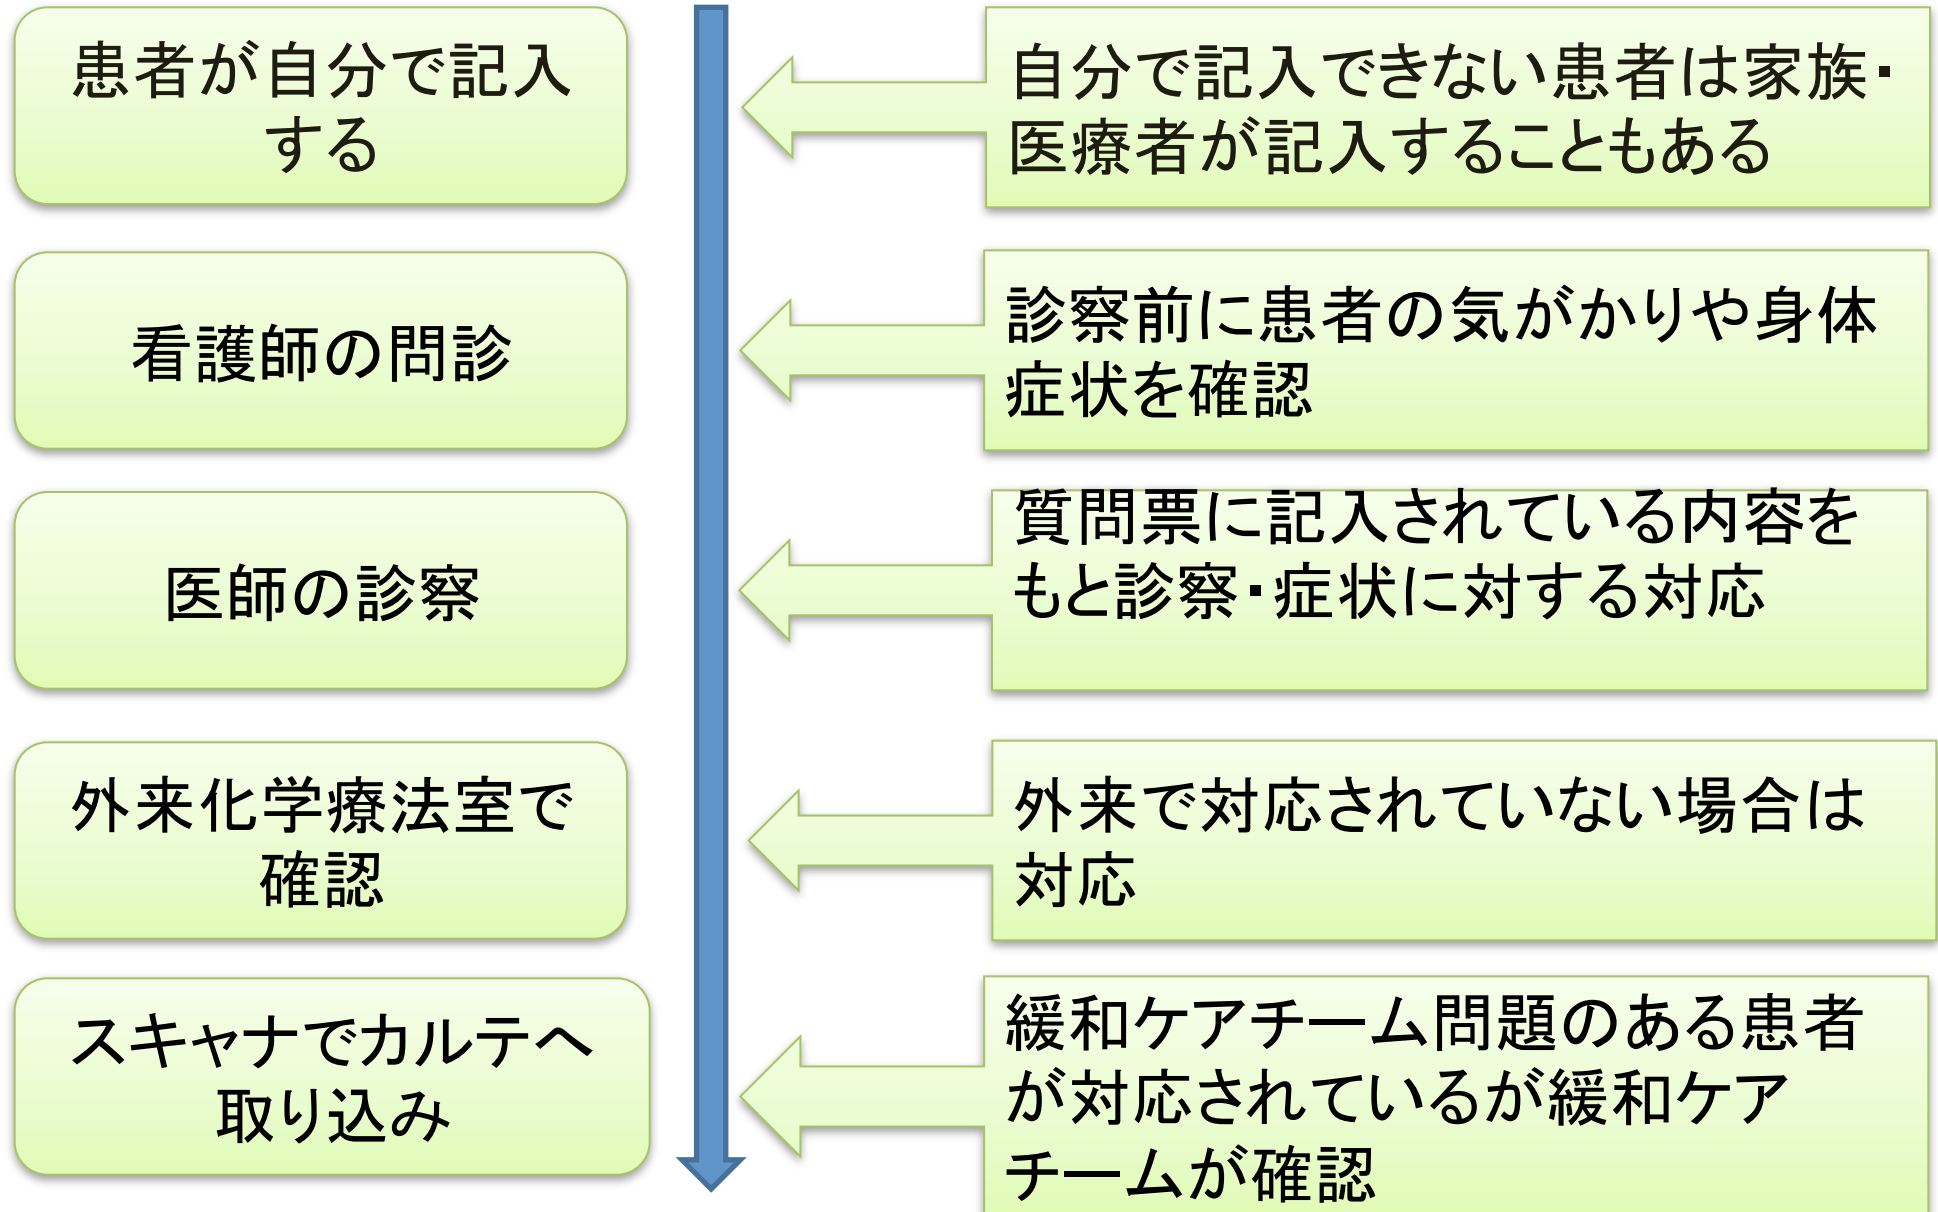 患者が自分で記入
する
自分で記入できない患者は家族・
医療者が記入することもある
看護師の問診
診察前に患者の気がかりや身体
症状を確認
医師の診察
質問票に記入されている内容を
もと診察・症状に対する対応
外来化学療法室で
確認
外来で対応されていない場合は
対応
スキャナでカルテへ
取り込み
緩和ケアチーム問題のある患者
が対応されているが緩和ケア
チームが確認